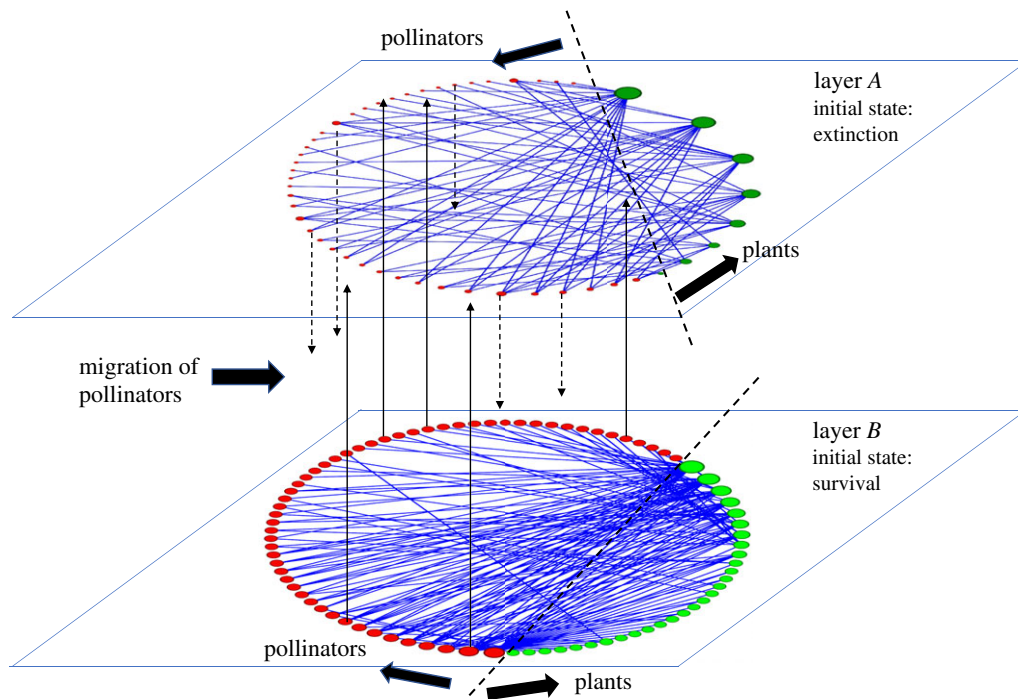 pollinators
layer A
initial state:
extinction
plants
migration of
pollinators
layer B
initial state:
survival
pollinators
plants